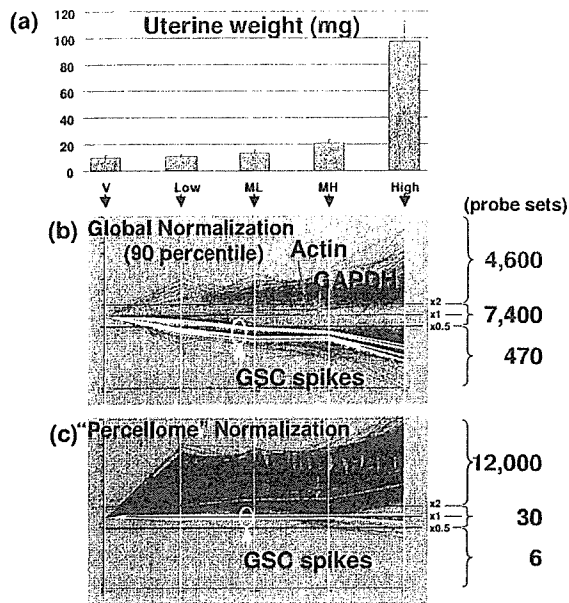 (a)
Uterine weight (mg)
120
100
80
60
40
20
0
V Low ML MH High
(probe sets)
(b) Global Normalization
(90 percentile)
Actin
GAPDH
GSC spikes
x2
x1
x0.5
4,600
7,400
470
(c) "Percellome" Normalization
GSC spikes
x2
x1
x0.5
12,000
30
6